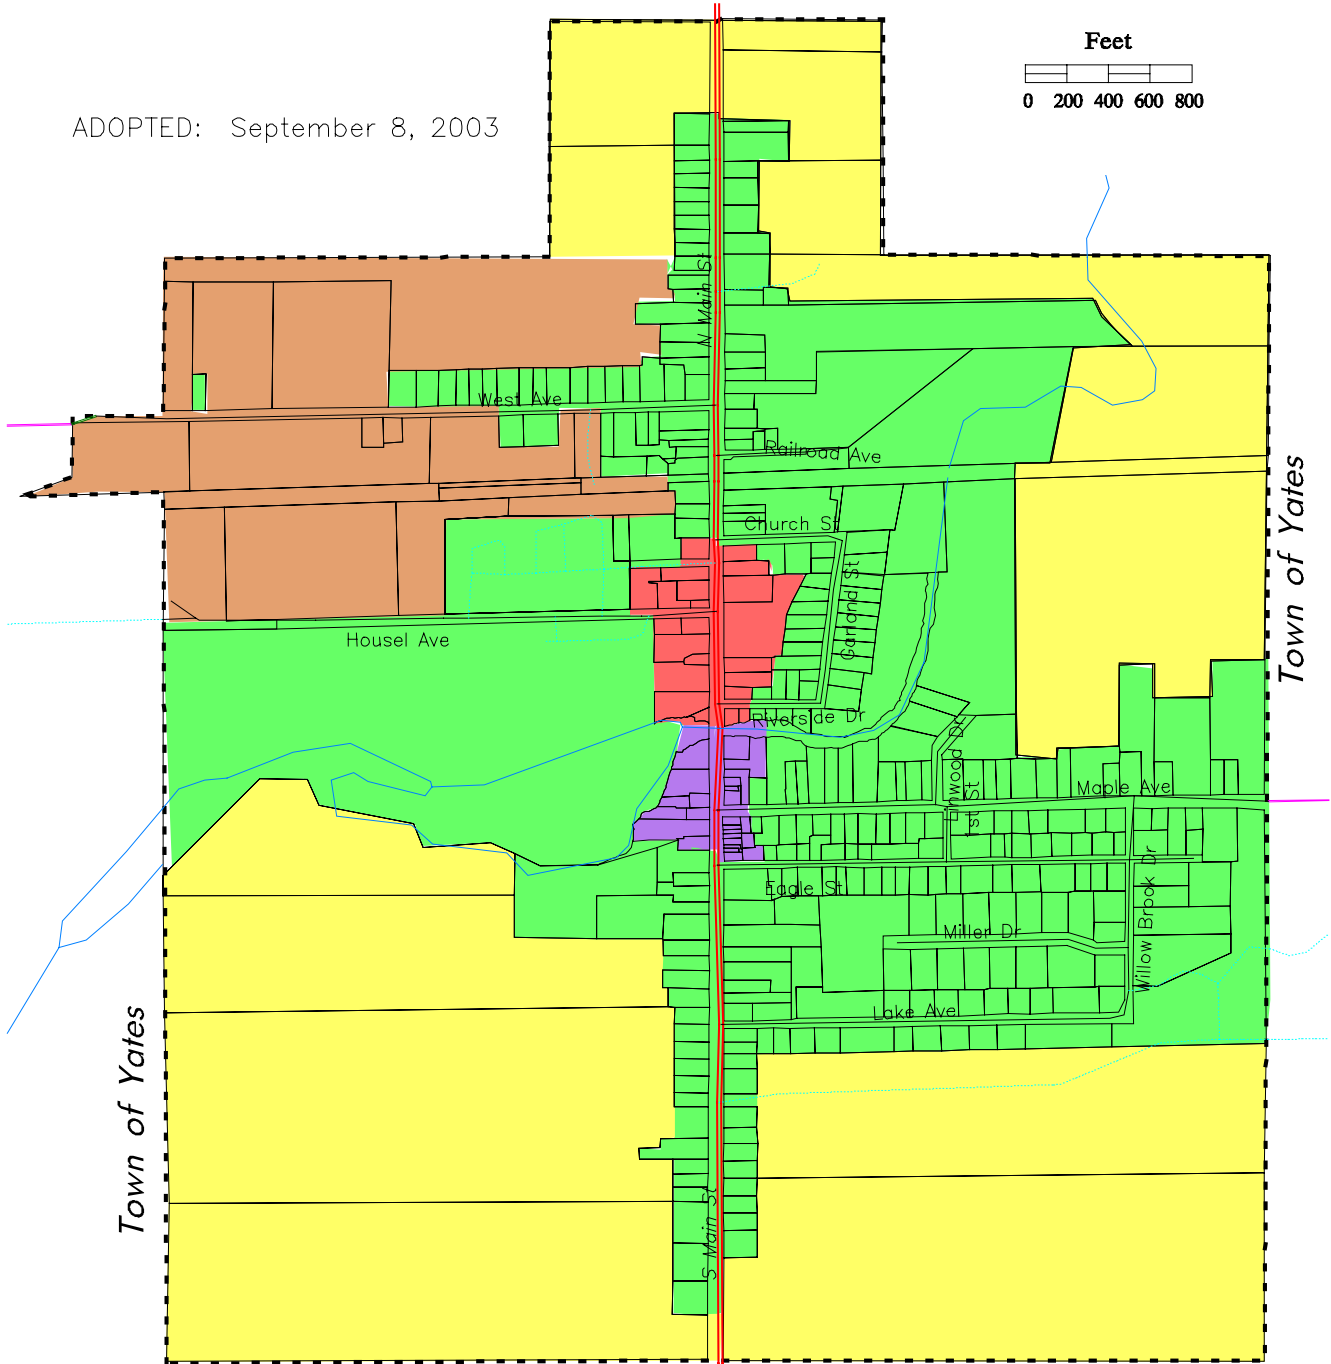 Feet
0 200 400 600 800
ADOPTED: September 8, 2003
N Main St
West Ave
Railroad Ave
Town of Yates
Church St
Garland St
Housel Ave
Riverside Dr
Linwood Dr
1st St
Maple Ave
Eagle St
Willow Brook Dr
Miller Dr
Lake Ave
Town of Yates
S Main St